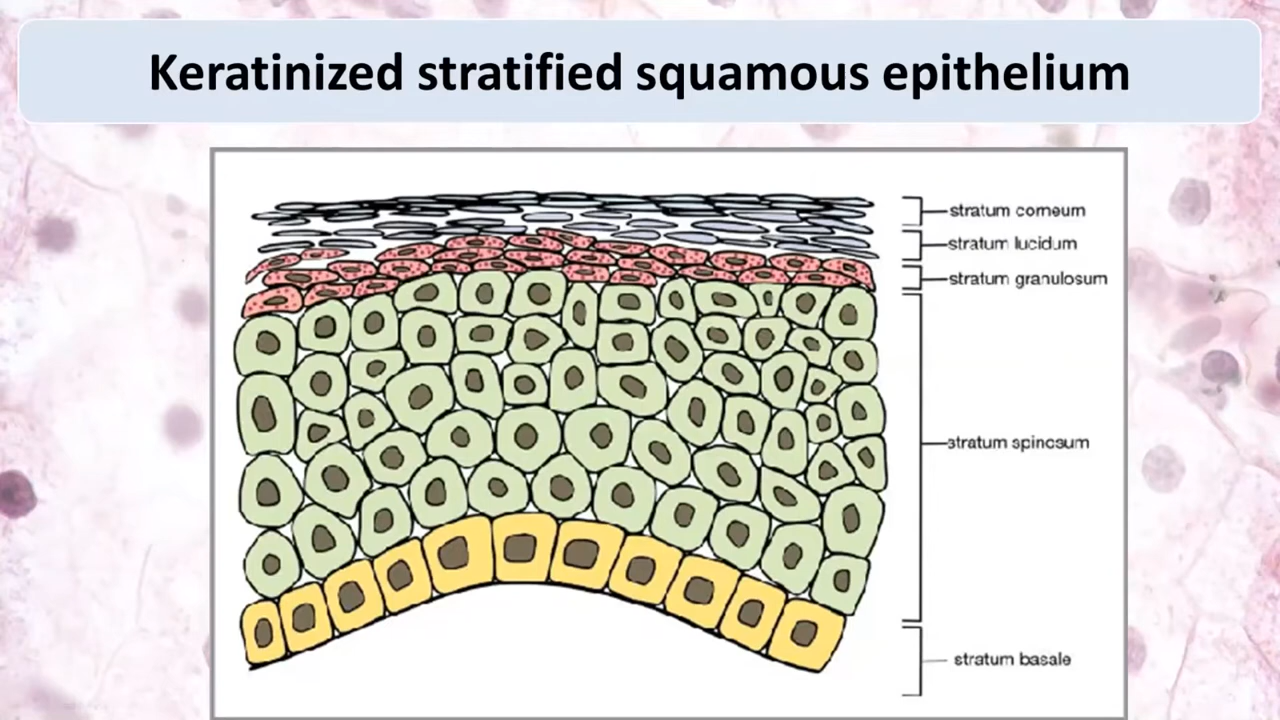 Keratinized stratified squamous epithelium
stratum corneum
stratum lucidum
stratum granulosum
stratum spinosum
stratum basale